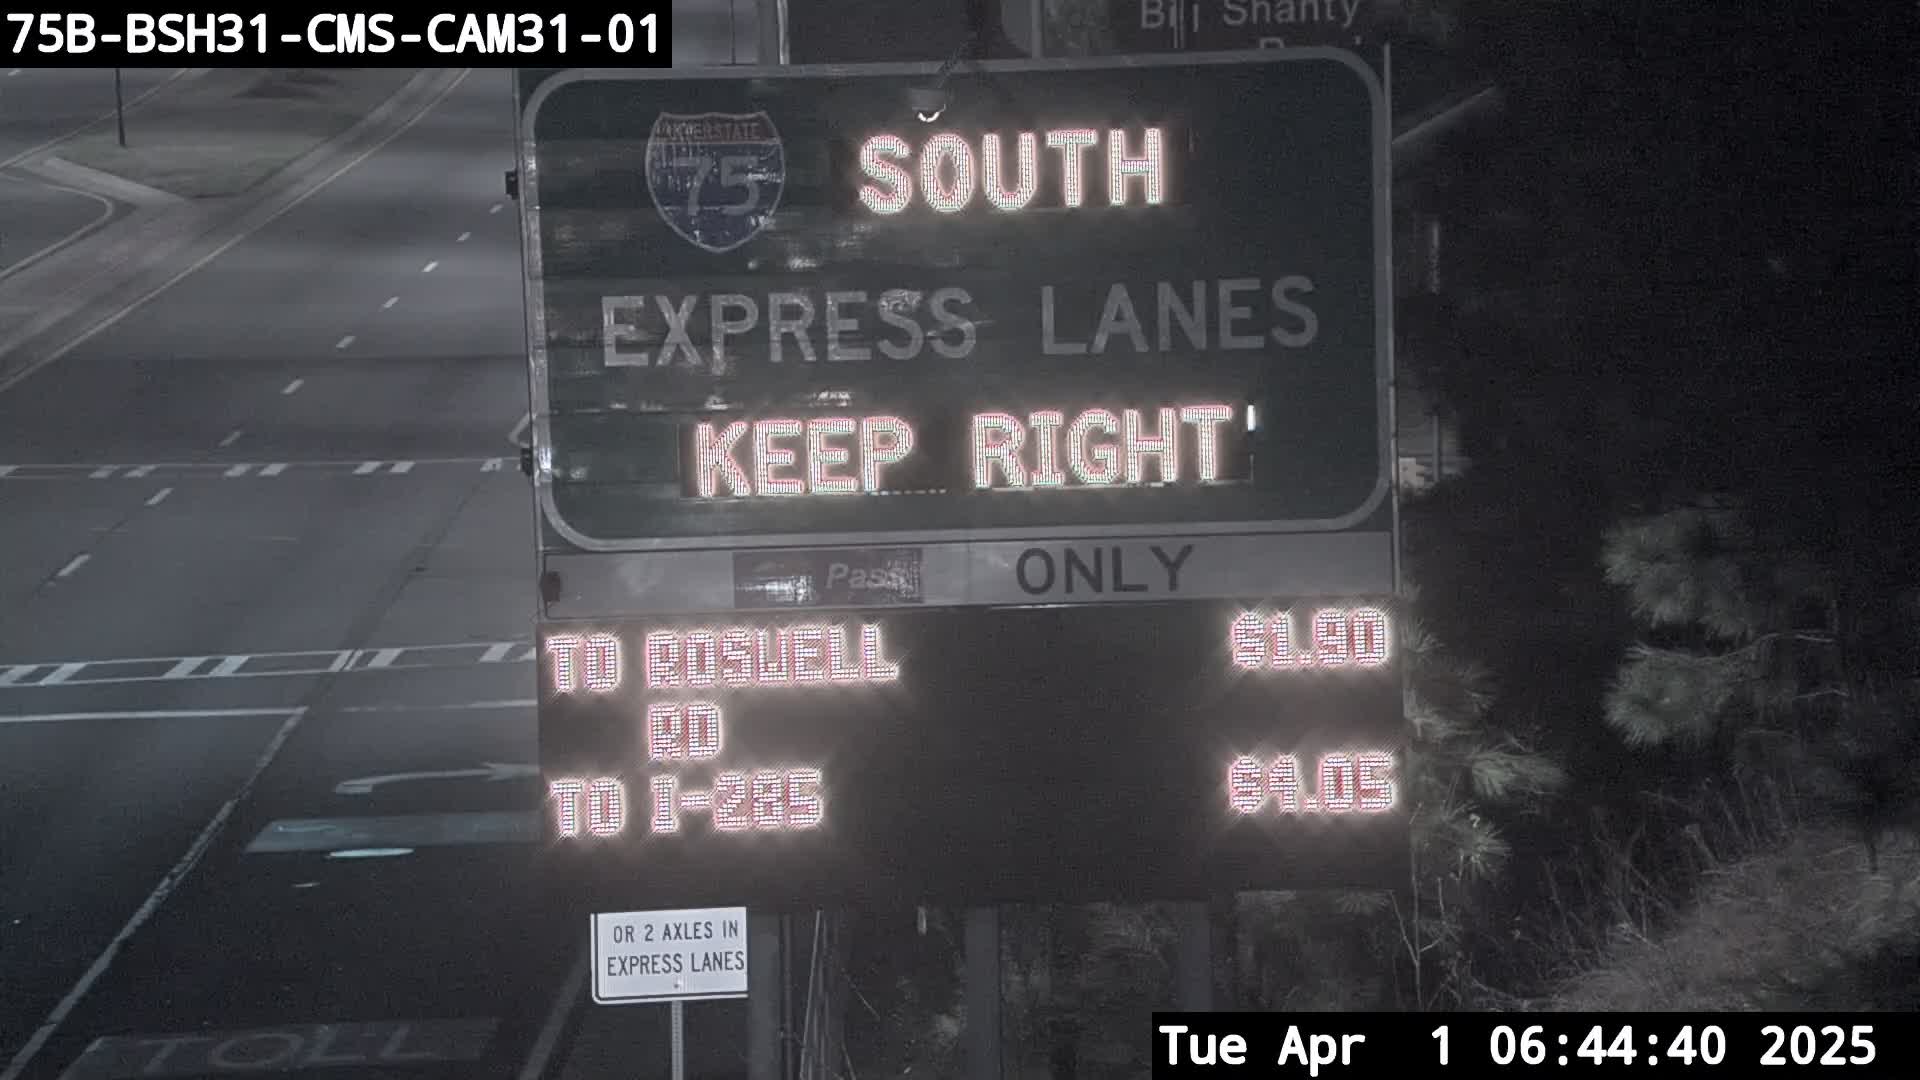 75B-BSH31-CMS-CAM31-01
Shanty
INTERSTATE
75
SOUTH
EXPRESS LANES
KEEP RIGHT
Pass ONLY
TO ROSWELL $1.90
RD
TO I-285 $4.05
OR 2 AXLES IN
EXPRESS LANES
TOLL
Tue Apr 1 06:44:40 2025